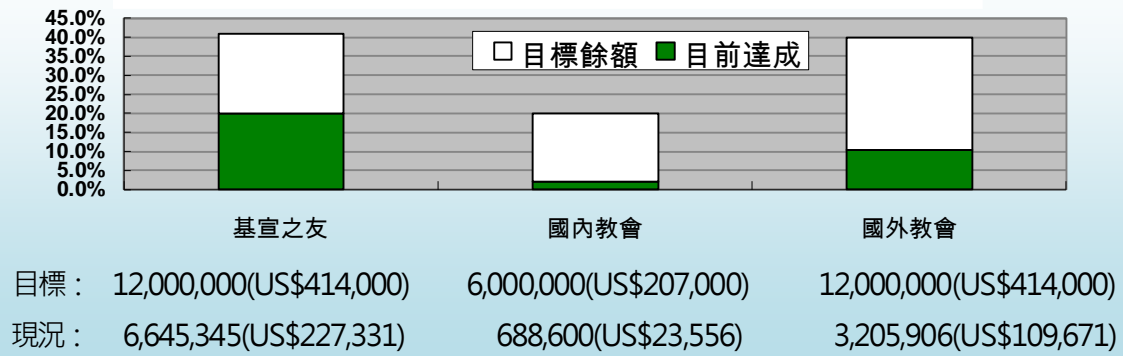 45.0%
40.0%
35.0%
30.0%
25.0%
20.0%
15.0%
10.0%
5.0%
0.0%
目標餘額 目前達成
基宣之友 國內教會 國外教會
目標： 12,000,000(US$414,000) 6,000,000(US$207,000) 12,000,000(US$414,000)
現況： 6,645,345(US$227,331) 688,600(US$23,556) 3,205,906(US$109,671)